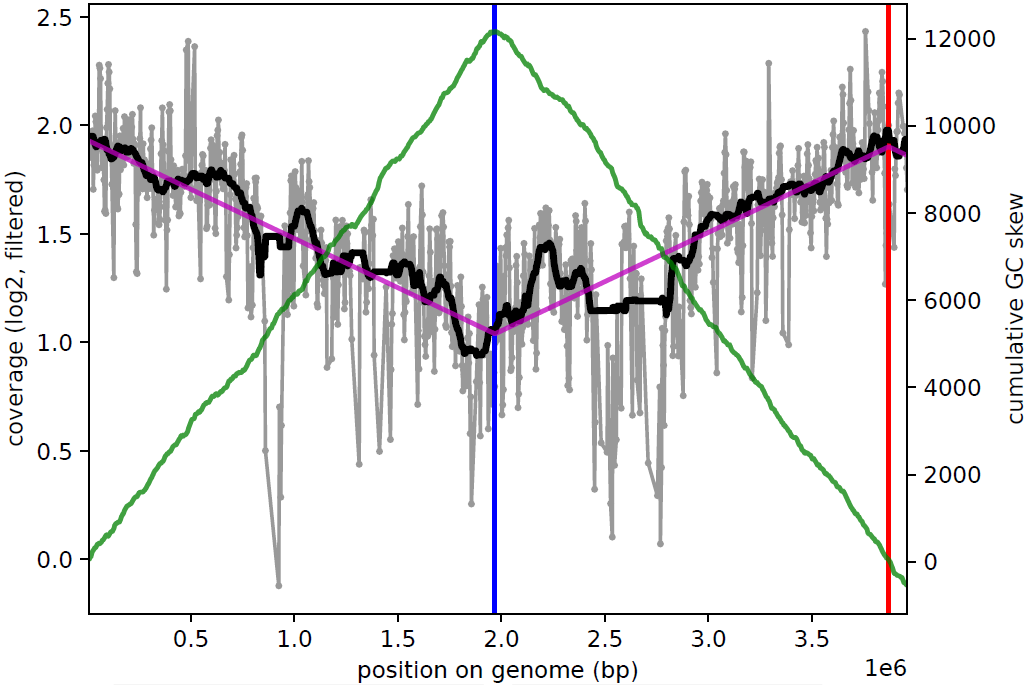 coverage (log2, filtered)
2.5
2.0
1.5
1.0
0.5
0.0
12000
10000
8000
6000
4000
2000
0
cumulative GC skew
0.5 1.0 1.5 2.0 2.5 3.0 3.5
position on genome (bp)
1e6